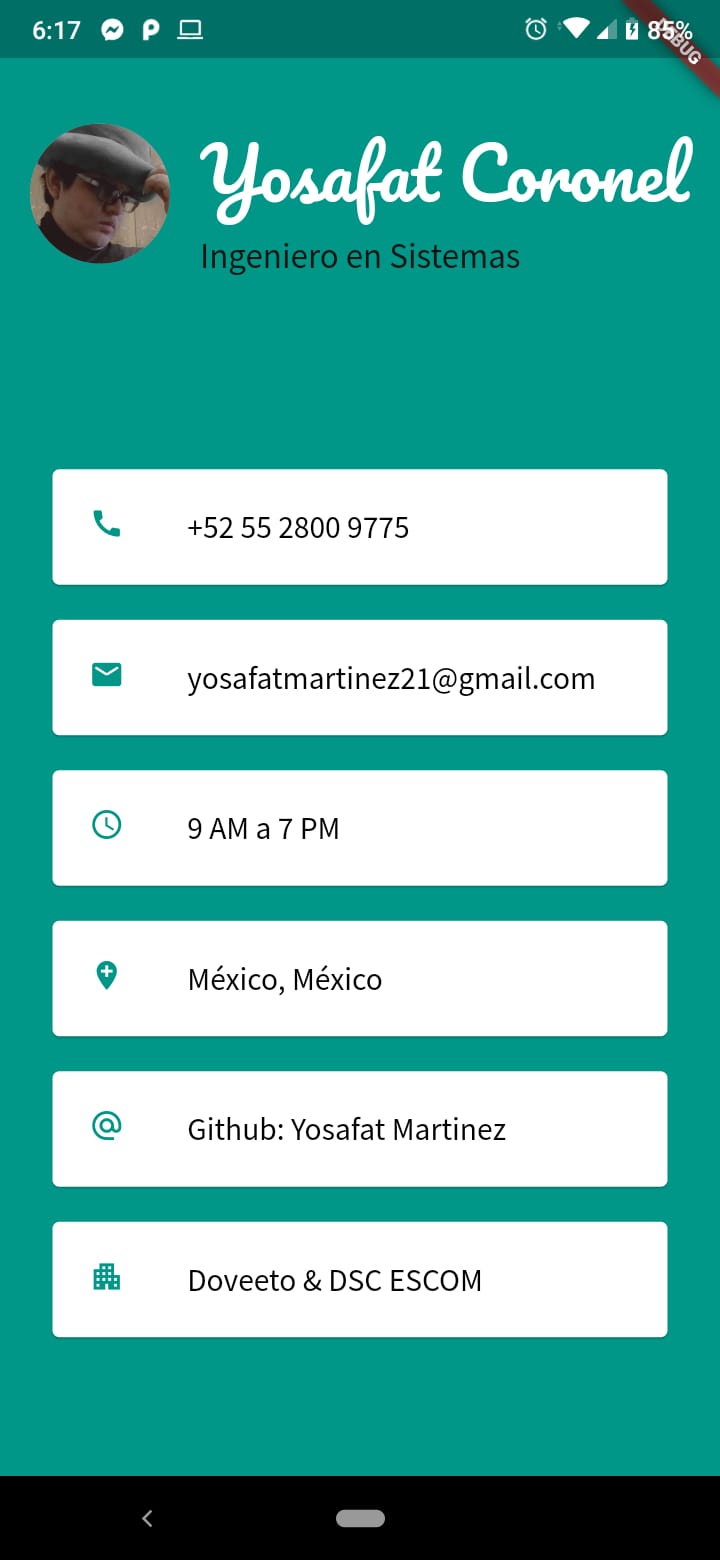 6:17
85%
DEBUG
Yosafat Coronel
Ingeniero en Sistemas
+52 55 2800 9775
yosafatmartinez21@gmail.com
9 AM a 7 PM
México, México
Github: Yosafat Martinez
Doveeto & DSC ESCOM